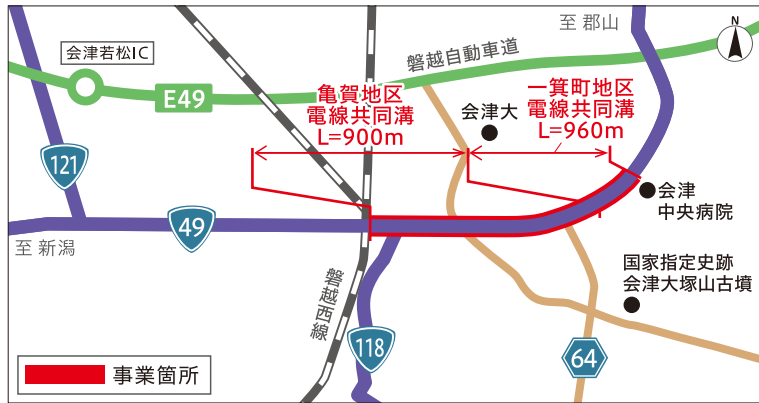 至 郡山
N
会津若松IC
磐越自動車道
E49
亀賀地区
電線共同溝
L=900m
会津大
一箕町地区
電線共同溝
L=960m
121
49
至 新潟
会津
中央病院
国家指定史跡
会津大塚山古墳
磐越西線
118
64
事業箇所